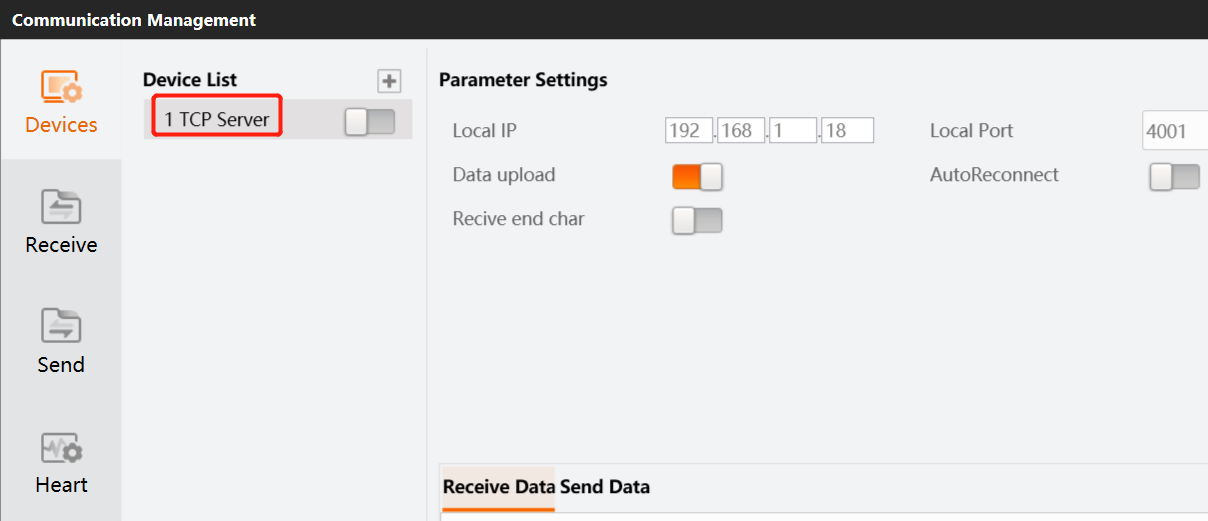 Communication Management
Devices
Receive
Send
Heart
Device List
1 TCP Server
Parameter Settings
Local IP 192.168.1.18 Local Port 4001
Data upload AutoReconnect
Recive end char
Receive Data Send Data